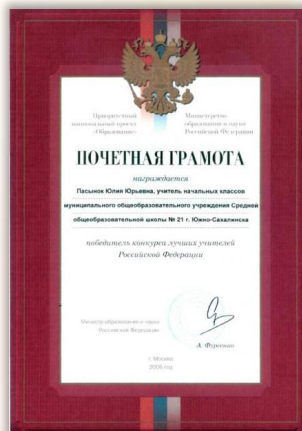 Приоритетный
национальный проект
«Образование»
Министерство
образования и науки
Российской Федерации
ПОЧЕТНАЯ ГРАМОТА
награждается
Пасынок Юлия Юрьевна, учитель начальных классов
муниципального общеобразовательного учреждения Средней
общеобразовательной школы № 21 г. Южно-Сахалинска
победитель конкурса лучших учителей
Российской Федерации
Министр образования и науки
Российской Федерации
А. Фурсенко
г. Москва